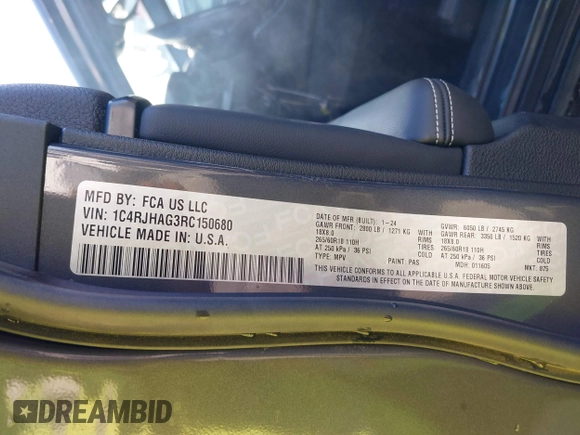 MFD BY: FCA US LLC
VIN: 1C4RJHAG3RC150680
VEHICLE MADE IN: U.S.A.
DATE OF MFR (BUILT): 1-24
GAWR FRONT: 2800 LB / 1271 KG WITH
18X8.0 RIMS
265/60R18 110H TIRES
AT 250 kPa / 36 PSI COLD
TYPE: MPV
PAINT: PAS
GVWR: 6050 LB / 2745 KG
GAWR REAR: 3350 LB / 1520 KG WITH
18X8.0 RIMS
265/60R18 110H TIRES
AT 250 kPa / 36 PSI COLD
MDH: 011605
MKT: 875
THIS VEHICLE CONFORMS TO ALL APPLICABLE U.S.A. FEDERAL MOTOR VEHICLE SAFETY
STANDARDS IN EFFECT ON THE DATE OF MANUFACTURE SHOWN ABOVE.
DREAMBID